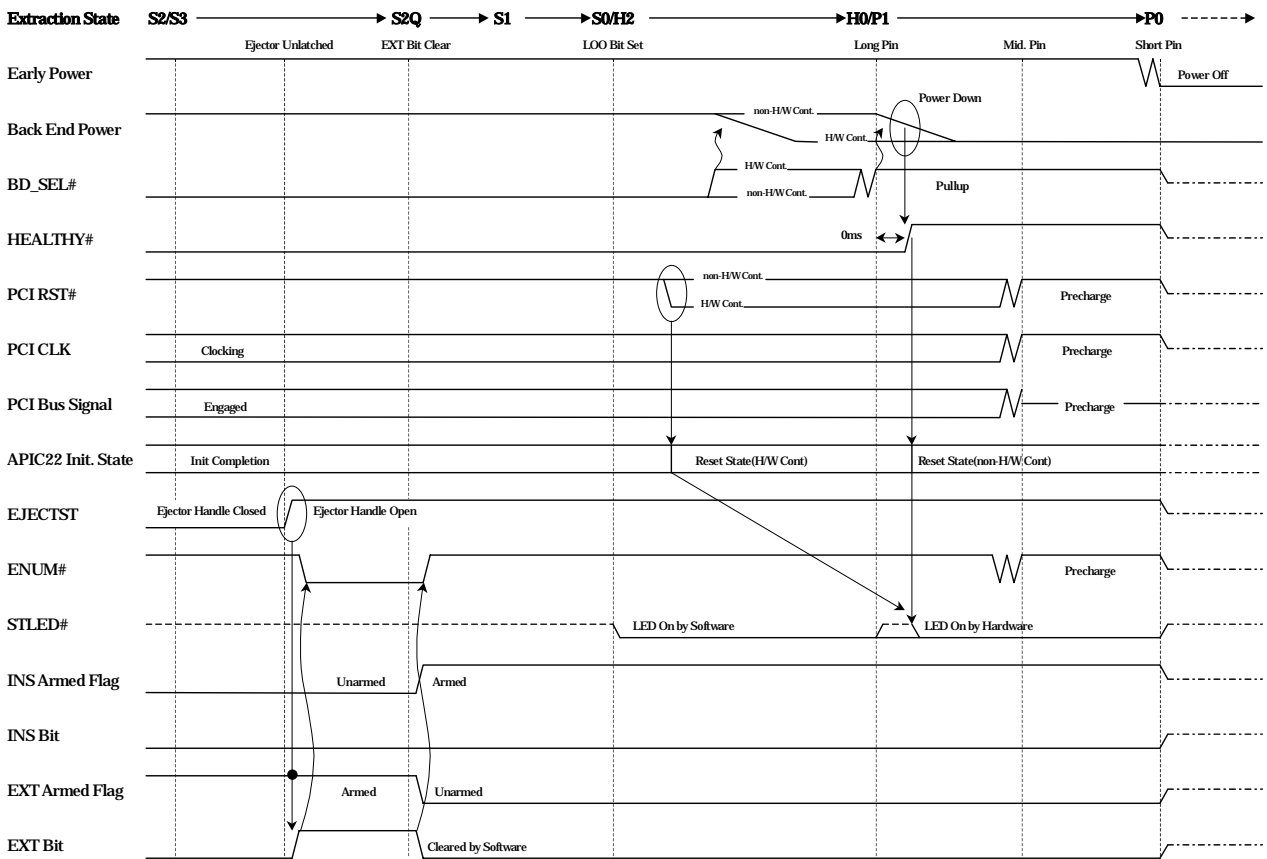 Extraction State S2/S3 S2Q S1 S0/H2 H0/P1 P0
Ejector Unlatched EXT Bit Clear LOO Bit Set Long Pin Mid. Pin Short Pin
Early Power Power Off
Power Down
non-H/W Cont.
Back End Power H/W Cont.
H/W Cont.
BD_SEL# Pullup
non-H/W Cont.
HEALTHY# 0ms
non-H/W Cont.
PCI RST# H/W Cont. Precharge
PCI CLK Clocking Precharge
PCI Bus Signal Engaged Precharge
APIC22 Init. State Init Completion Reset State(H/W Cont) Reset State(non-H/W Cont)
EJECTST Ejector Handle Closed Ejector Handle Open
ENUM# Precharge
STLED# LED On by Software LED On by Hardware
INS Armed Flag Unarmed Armed
INS Bit
EXT Armed Flag Armed Unarmed
EXT Bit Cleared by Software